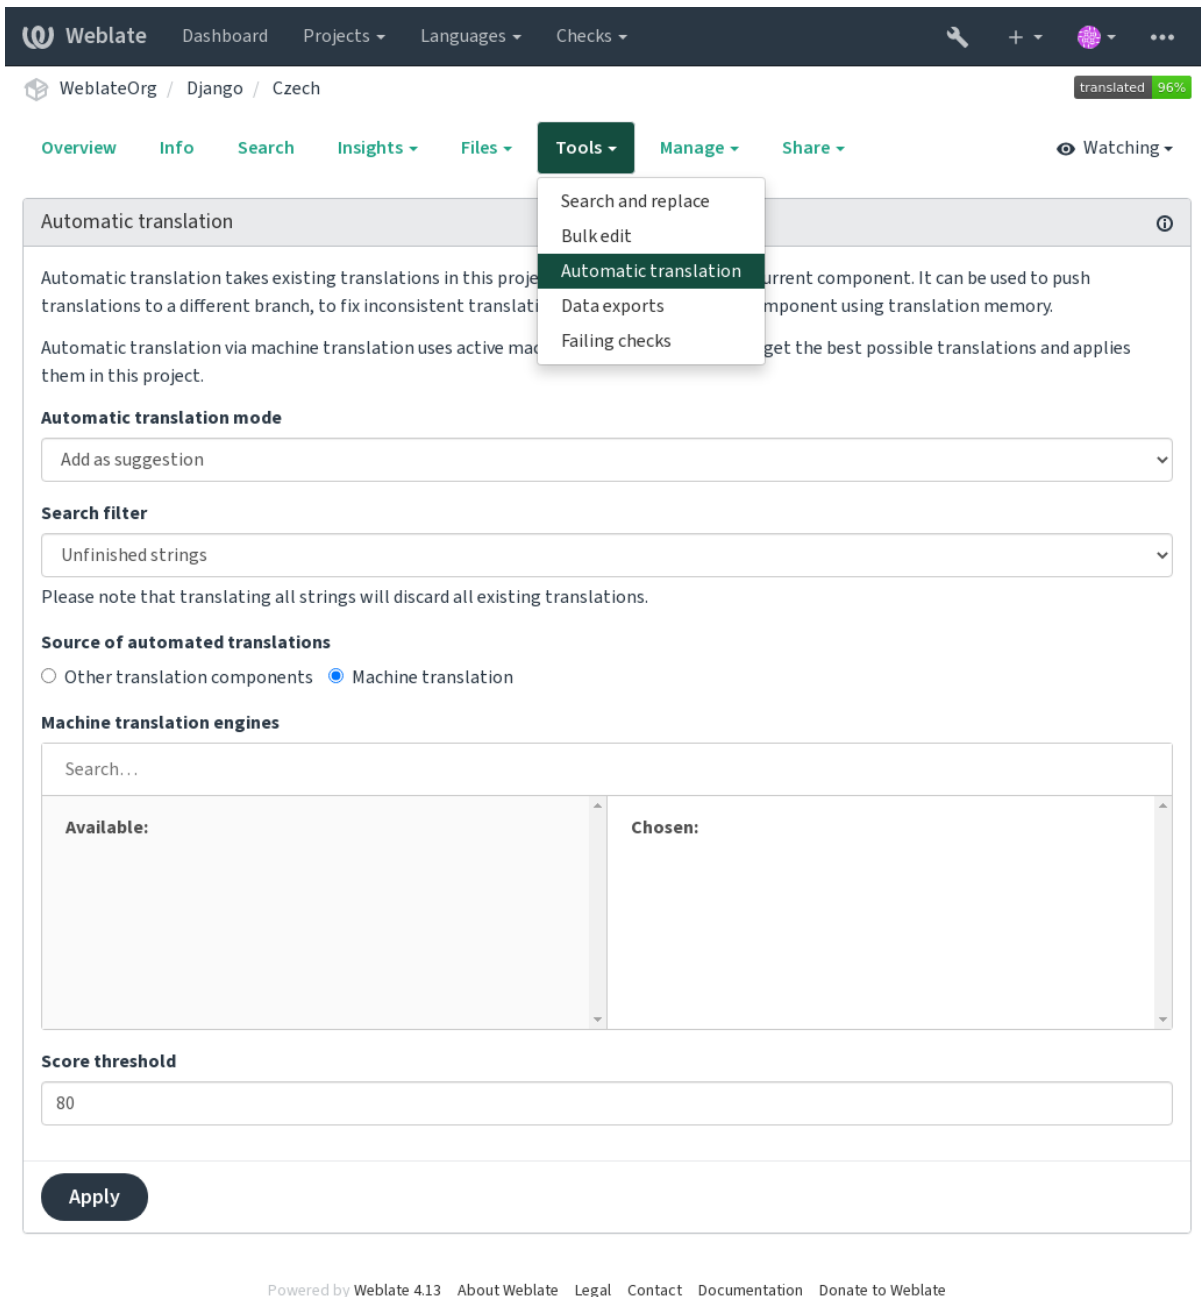 Weblate Dashboard Projects Languages Checks
WeblateOrg / Django / Czech translated 96%
Overview Info Search Insights Files Tools Manage Share Watching
Search and replace
Bulk edit
Automatic translation
Data exports
Failing checks
Automatic translation
Automatic translation takes existing translations in this proje urrent component. It can be used to push
translations to a different branch, to fix inconsistent translati mponent using translation memory.
Automatic translation via machine translation uses active mac get the best possible translations and applies
them in this project.
Automatic translation mode
Add as suggestion
Search filter
Unfinished strings
Please note that translating all strings will discard all existing translations.
Source of automated translations
Other translation components Machine translation
Machine translation engines
Search...
Available: Chosen:
Score threshold
80
Apply
Powered by Weblate 4.13 About Weblate Legal Contact Documentation Donate to Weblate